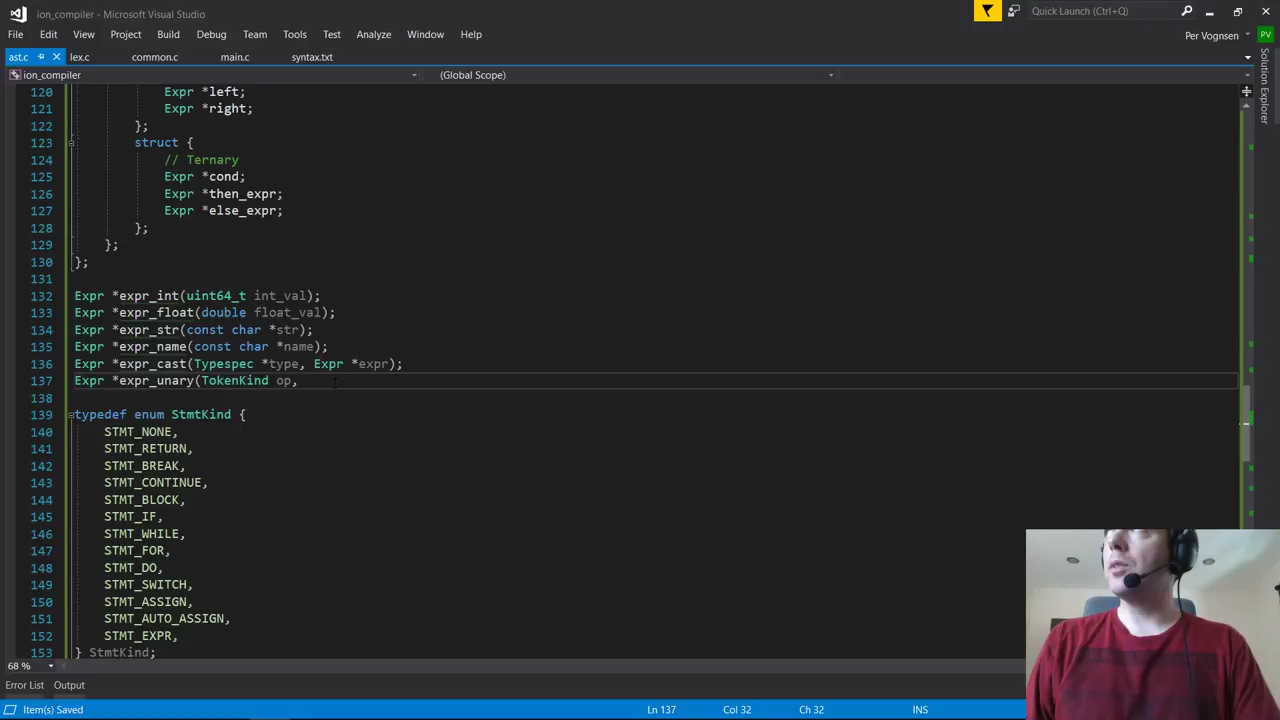 ion_compiler - Microsoft Visual Studio
Quick Launch (Ctrl+Q)
File Edit View Project Build Debug Team Tools Test Analyze Window Help
Per Vognsen PV
ast.c lex.c common.c main.c syntax.txt
ion_compiler (Global Scope)
Solution Explorer
120 Expr *left;
121 Expr *right;
122 };
123 struct {
124 // Ternary
125 Expr *cond;
126 Expr *then_expr;
127 Expr *else_expr;
128 };
129 };
130 };
131
132 Expr *expr_int(uint64_t int_val);
133 Expr *expr_float(double float_val);
134 Expr *expr_str(const char *str);
135 Expr *expr_name(const char *name);
136 Expr *expr_cast(Typespec *type, Expr *expr);
137 Expr *expr_unary(TokenKind op,
138
139 typedef enum StmtKind {
140 STMT_NONE,
141 STMT_RETURN,
142 STMT_BREAK,
143 STMT_CONTINUE,
144 STMT_BLOCK,
145 STMT_IF,
146 STMT_WHILE,
147 STMT_FOR,
148 STMT_DO,
149 STMT_SWITCH,
150 STMT_ASSIGN,
151 STMT_AUTO_ASSIGN,
152 STMT_EXPR,
153 } StmtKind;
68 %
Error List Output
Item(s) Saved Ln 137 Col 32 Ch 32 INS